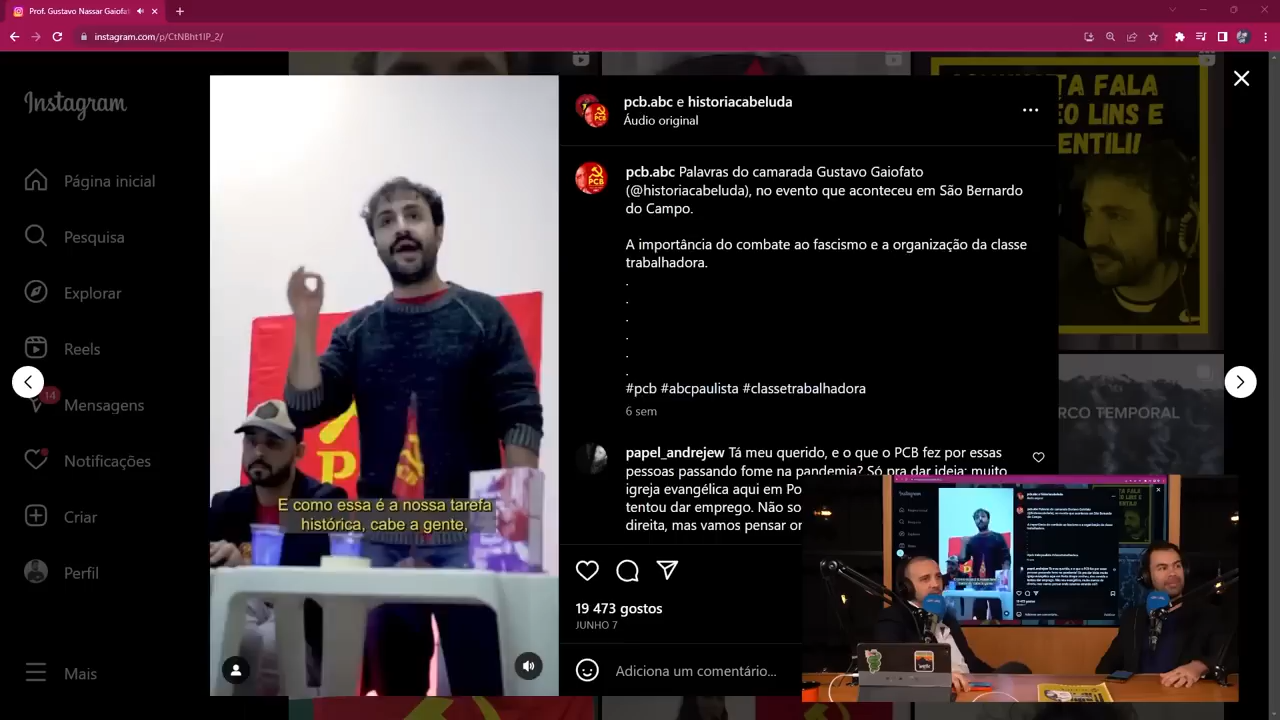 Prof. Gustavo Nassar Gaiofat
instagram.com/p/CtNBht1IP_2/
Instagram
Página inicial
Pesquisa
Explorar
Reels
14
Mensagens
Notificações
Criar
Perfil
Mais
P
E como essa é a nossa tarefa
histórica, cabe a gente,
pcb.abc e historiacabeluda
Áudio original
PCB
pcb.abc Palavras do camarada Gustavo Gaiofato
(@historiacabeluda), no evento que aconteceu em São Bernardo
do Campo.
A importância do combate ao fascismo e a organização da classe
trabalhadora.
.
.
.
.
.
.
#pcb #abcpaulista #classetrabalhadora
6 sem
papel_andrejew Tá meu querido, e o que o PCB fez por essas
pessoas passando fome na pandemia? Só pra dar ideia: muito
igreja evangélica aqui em Po
tentou dar emprego. Não so
direita, mas vamos pensar or
19 473 gostos
JUNHO 7
Adiciona um comentário...
TA FALA
ÉO LINS E
ENTILI!
RCO TEMPORAL